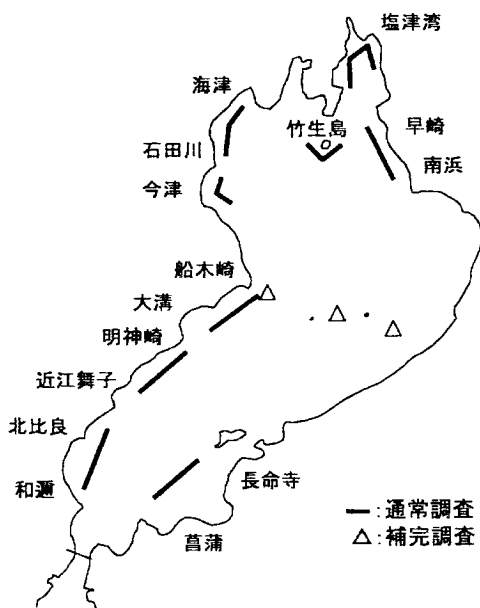 塩津湾
海津
竹生島
早崎
石田川
南浜
今津
船木崎
大溝
明神崎
近江舞子
北比良
和邇
長命寺
菖蒲
━:通常調査
△:補完調査